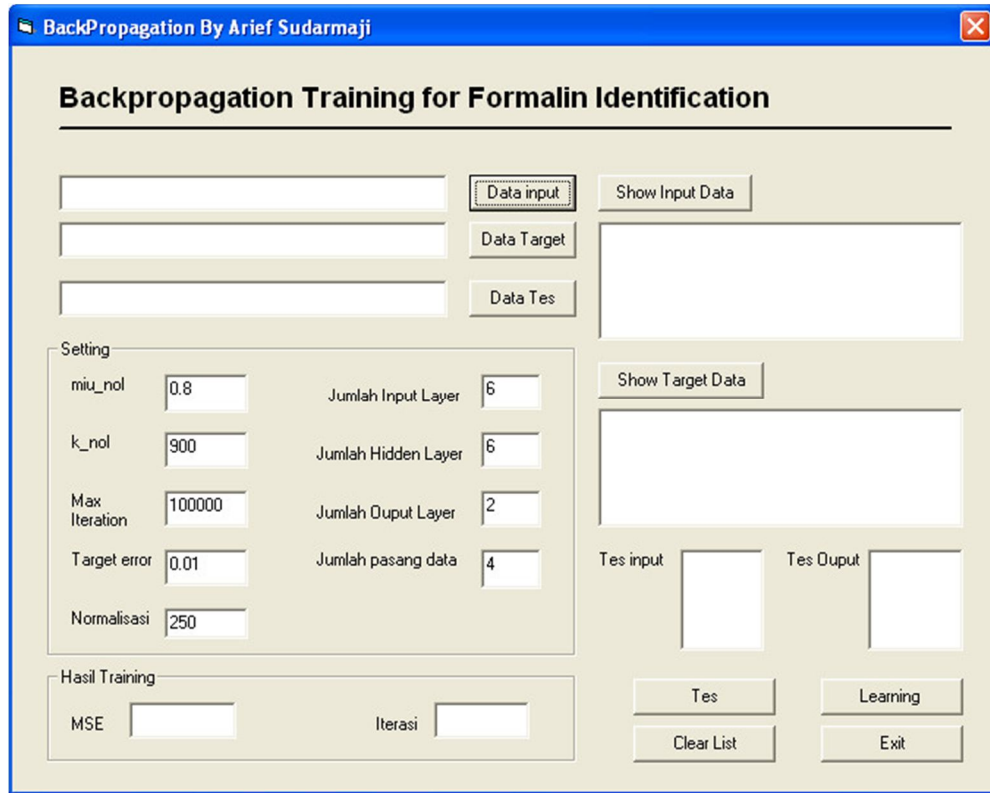 BackPropagation By Arief Sudarmaji
Backpropagation Training for Formalin Identification
Data input
Show Input Data
Data Target
Data Tes
Setting
miu_nol
0.8
Jumlah Input Layer
6
k_nol
900
Jumlah Hidden Layer
6
Max
Iteration
100000
Jumlah Ouput Layer
2
Target error
0.01
Jumlah pasang data
4
Normalisasi
250
Show Target Data
Tes input
Tes Ouput
Hasil Training
MSE
Iterasi
Tes
Learning
Clear List
Exit